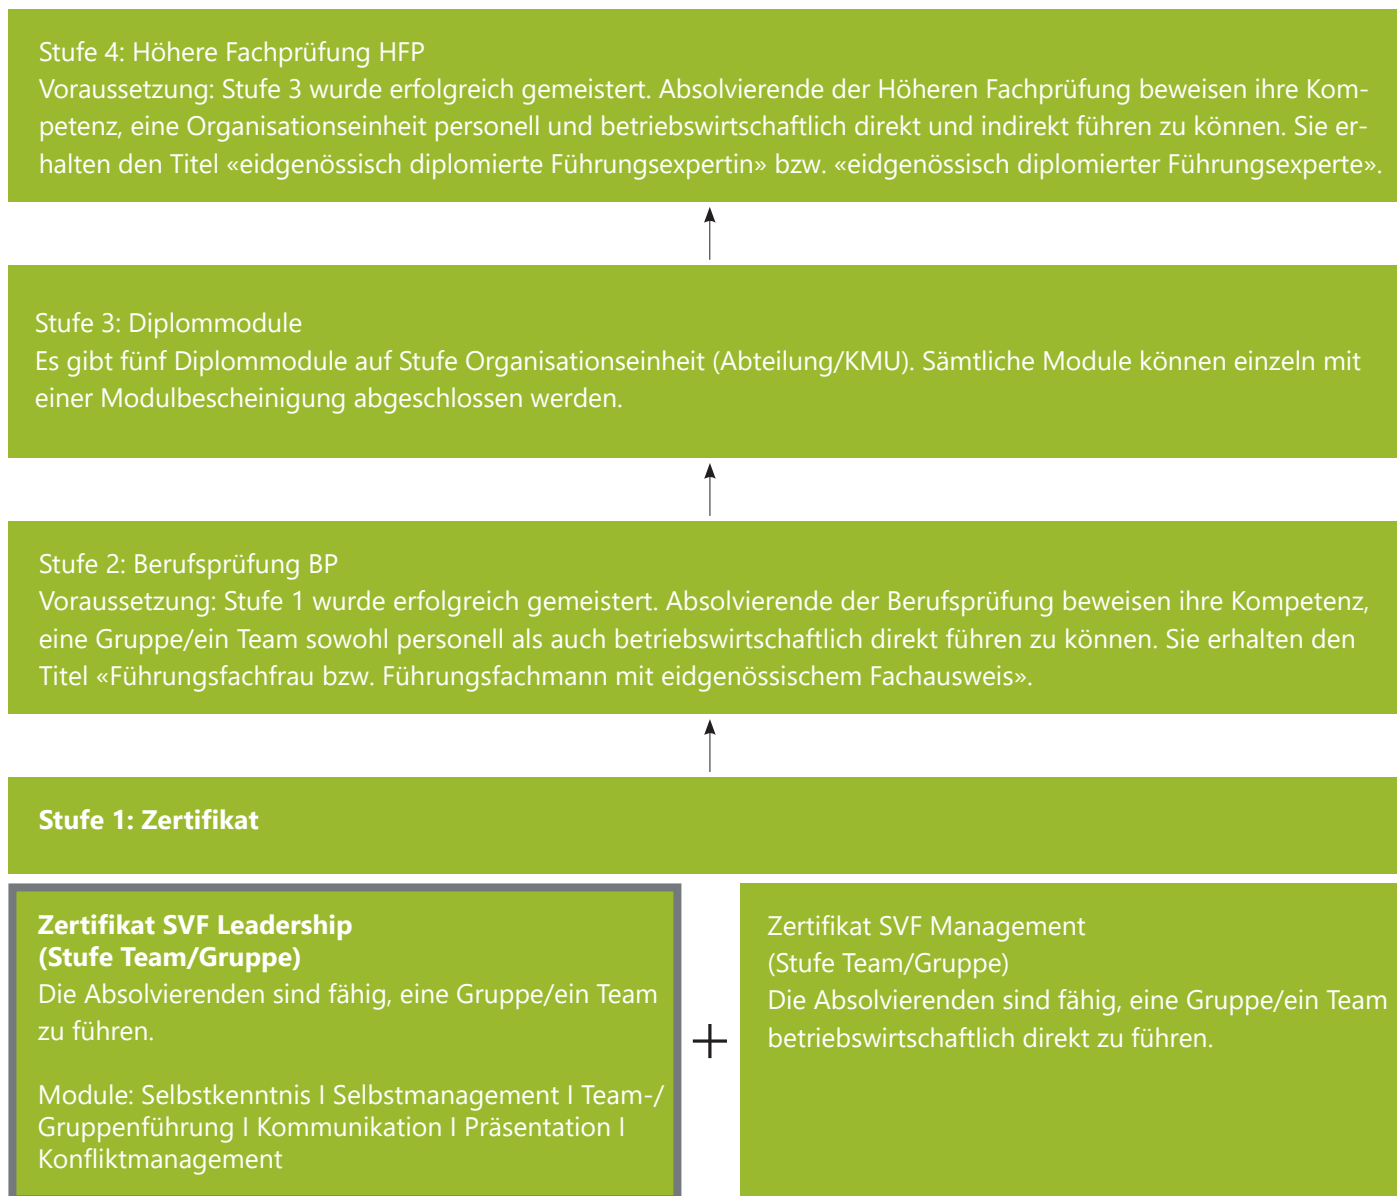 Stufe 4: Höhere Fachprüfung HFP
Voraussetzung: Stufe 3 wurde erfolgreich gemeistert. Absolvierende der Höheren Fachprüfung beweisen ihre Kom-
petenz, eine Organisationseinheit personell und betriebswirtschaftlich direkt und indirekt führen zu können. Sie er-
halten den Titel «eidgenössisch diplomierte Führungsexpertin» bzw. «eidgenössisch diplomierter Führungsexperte».
Stufe 3: Diplommodule
Es gibt fünf Diplommodule auf Stufe Organisationseinheit (Abteilung/KMU). Sämtliche Module können einzeln mit
einer Modulbescheinigung abgeschlossen werden.
Stufe 2: Berufsprüfung BP
Voraussetzung: Stufe 1 wurde erfolgreich gemeistert. Absolvierende der Berufsprüfung beweisen ihre Kompetenz,
eine Gruppe/ein Team sowohl personell als auch betriebswirtschaftlich direkt führen zu können. Sie erhalten den
Titel «Führungsfachfrau bzw. Führungsfachmann mit eidgenössischem Fachausweis».
Stufe 1: Zertifikat
Zertifikat SVF Leadership
(Stufe Team/Gruppe)
Die Absolvierenden sind fähig, eine Gruppe/ein Team
zu führen.
Module: Selbstkenntnis I Selbstmanagement I Team-/
Gruppenführung I Kommunikation I Präsentation I
Konfliktmanagement
+
Zertifikat SVF Management
(Stufe Team/Gruppe)
Die Absolvierenden sind fähig, eine Gruppe/ein Team
betriebswirtschaftlich direkt zu führen.